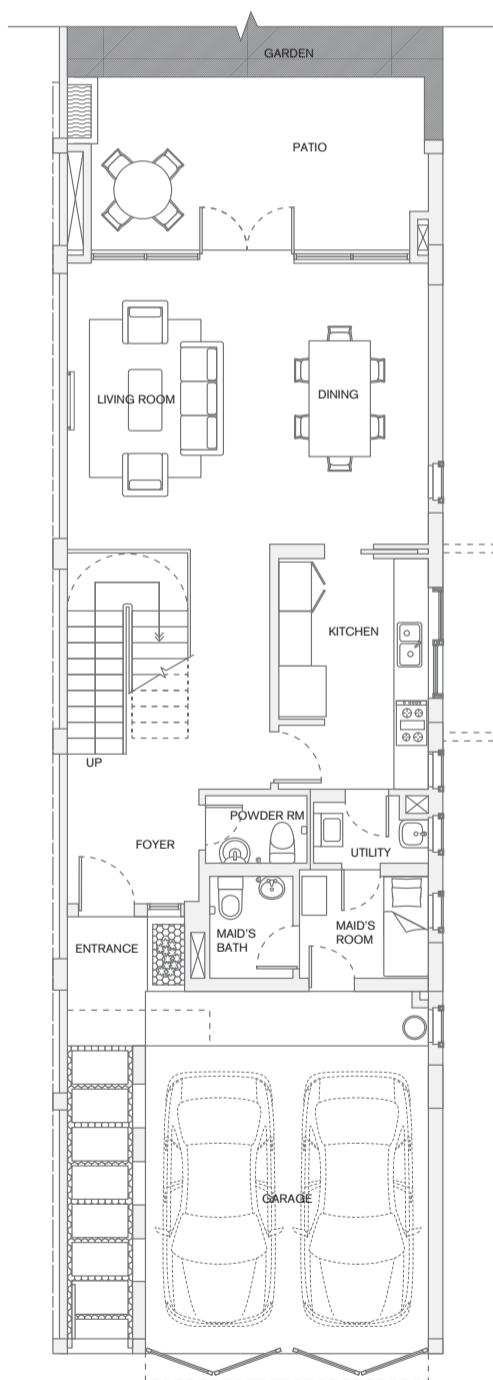 GARDEN
PATIO
LIVING ROOM
DINING
KITCHEN
UP
POWDER RM
FOYER
UTILITY
MAID'S
BATH
MAID'S
ROOM
ENTRANCE
GARAGE